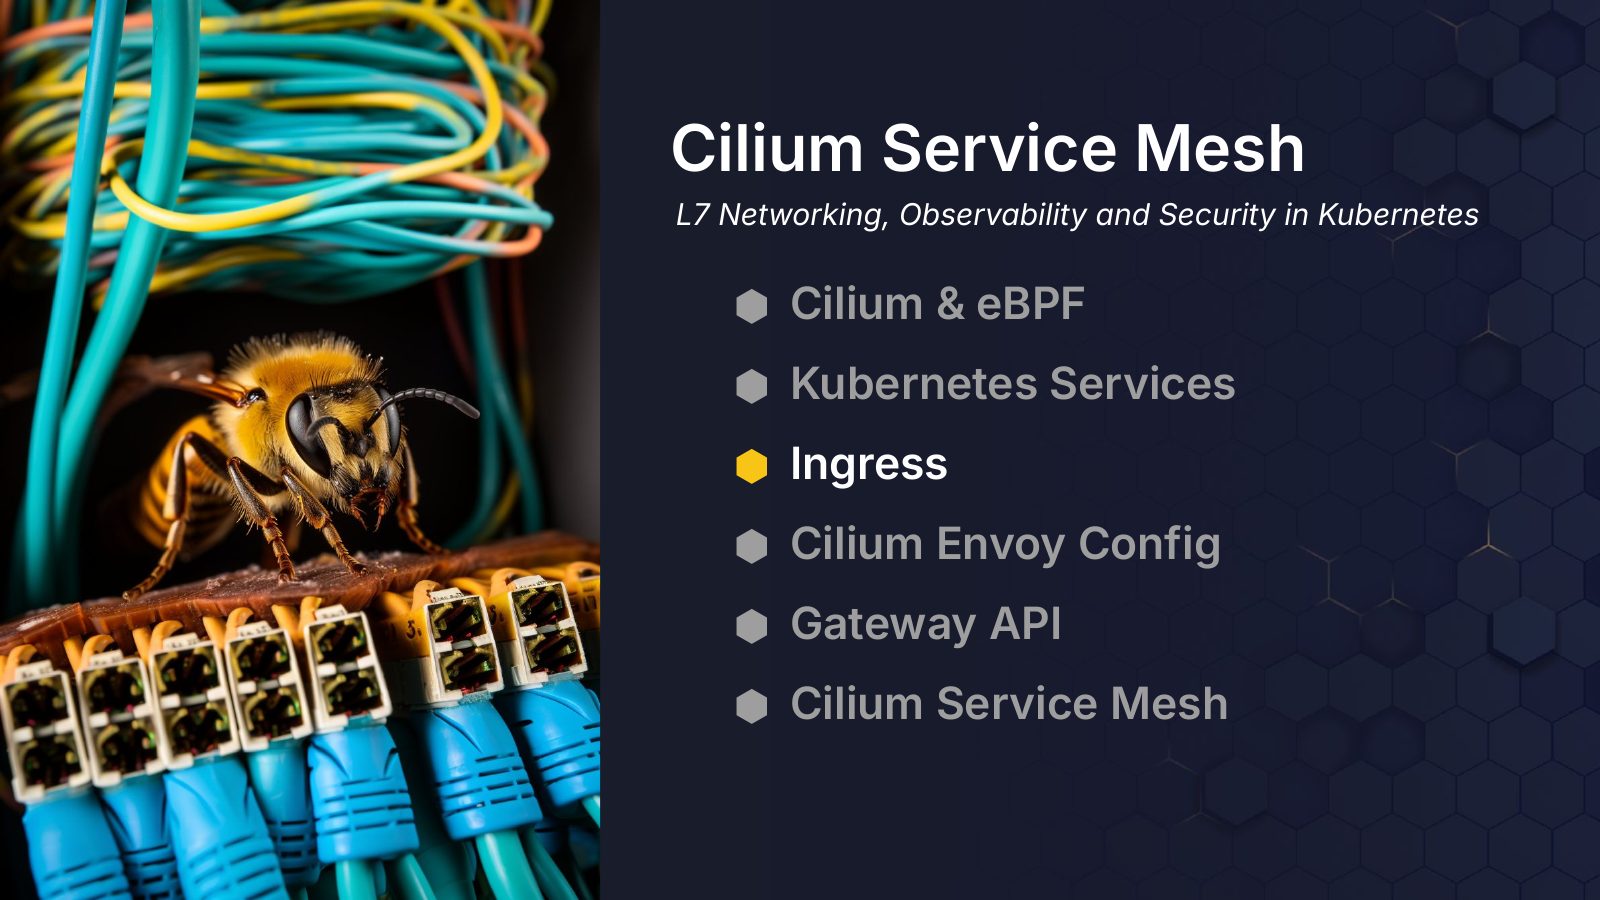 Cilium Service Mesh
L7 Networking, Observability and Security in Kubernetes
Cilium & eBPF
Kubernetes Services
Ingress
Cilium Envoy Config
Gateway API
Cilium Service Mesh